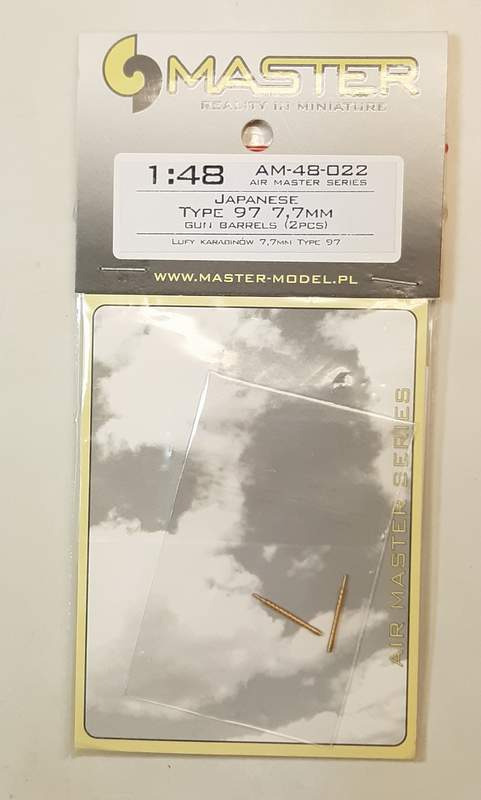 MASTER
REALITY IN MINIATURE
1:48
AM-48-022
AIR MASTER SERIES
JAPANESE
TYPE 97 7,7MM
GUN BARRELS (2PCS)
LUFY KARABINÓW 7,7MM TYPE 97
WWW.MASTER-MODEL.PL
AIR MASTER SERIES